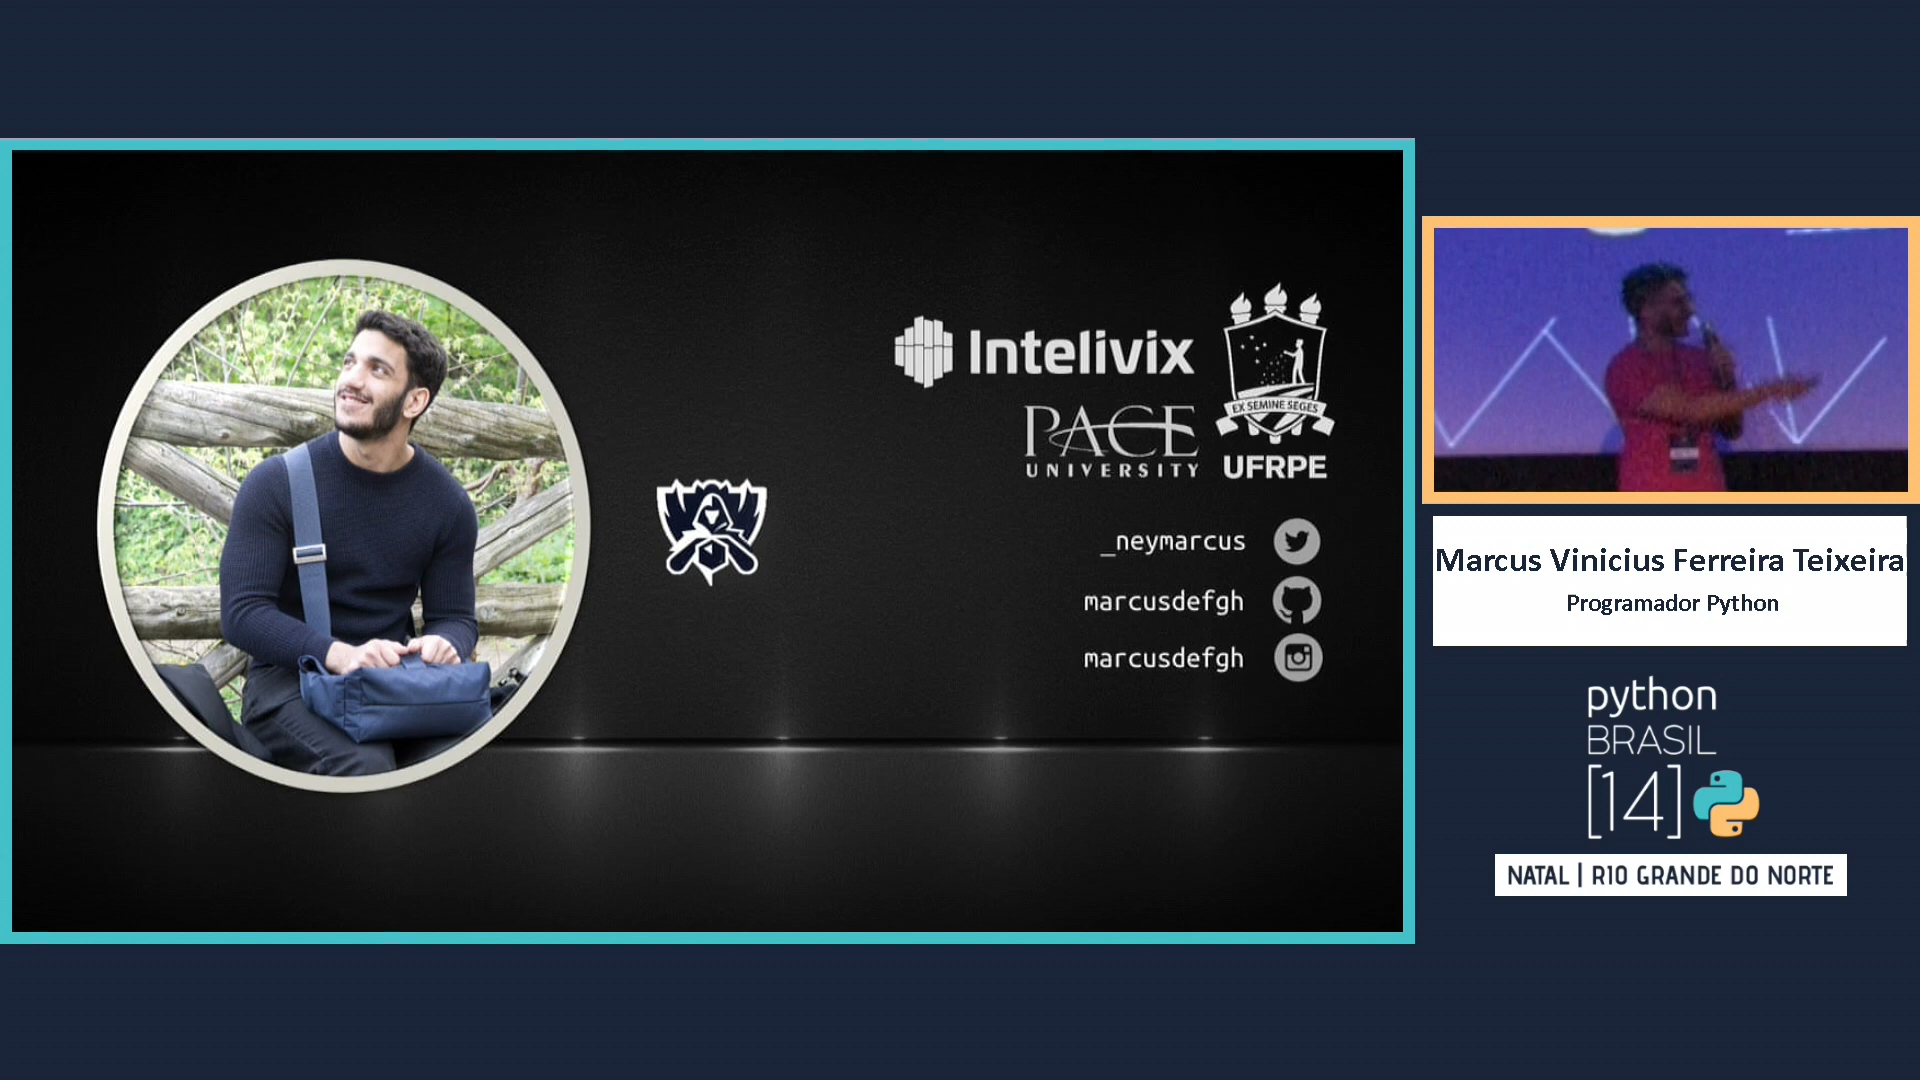 Intelivix
PACE
UNIVERSITY
EX SEMINE SEGES
UFRPE
_neymarcus
marcusdefgh
marcusdefgh
Marcus Vinicius Ferreira Teixeira
Programador Python
python
BRASIL
[14]
NATAL | RIO GRANDE DO NORTE